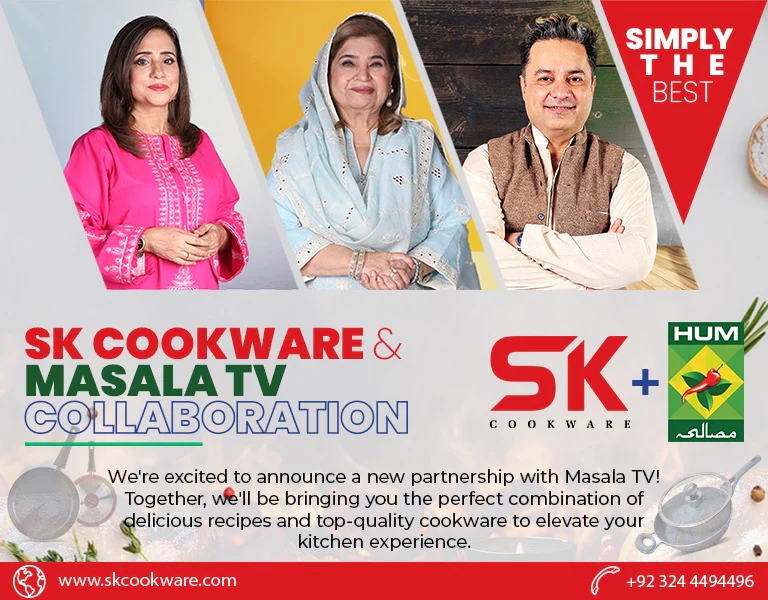 SIMPLY
THE
BEST
SK COOKWARE &
MASALA TV
COLLABORATION
SK
COOKWARE
+
HUM
مصالحہ
We're excited to announce a new partnership with Masala TV!
Together, we'll be bringing you the perfect combination of
delicious recipes and top-quality cookware to elevate your
kitchen experience.
www.skcookware.com
+92 324 4494496